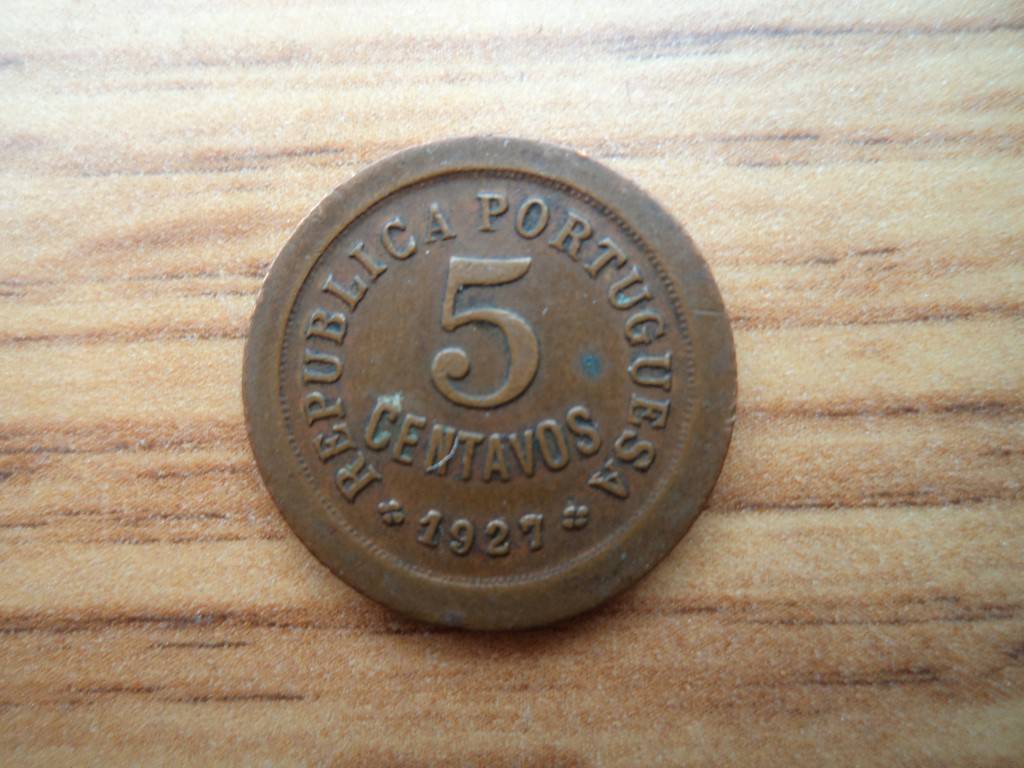 REPUBLICA PORTUGUESA
5
CENTAVOS
1927